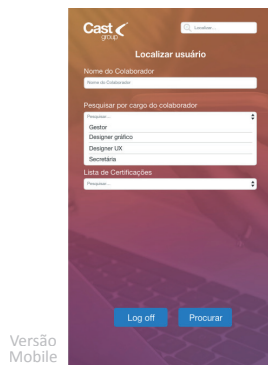 Cast
group
Localizar...
Localizar
usuário
Nome do Colaborador
Nome do Colaborador
Pesquisar por cargo do colaborador
Pesquisar...
Gestor
Designer gráfico
Designer UX
Secretária
Lista de Certificações
Pesquisar...
Log off
Procurar
Versão
Mobile